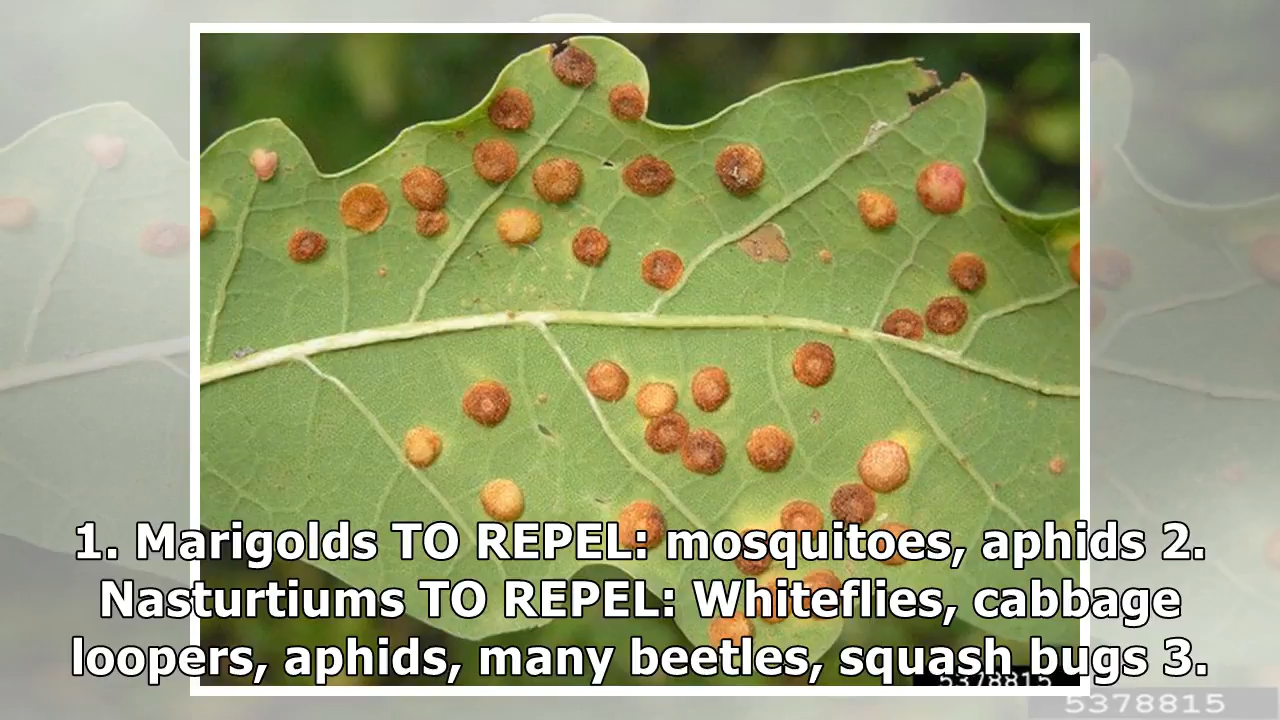 1. Marigolds TO REPEL: mosquitoes, aphids 2.
Nasturtiums TO REPEL: Whiteflies, cabbage
loopers, aphids, many beetles, squash bugs 3.
5378815
5378815